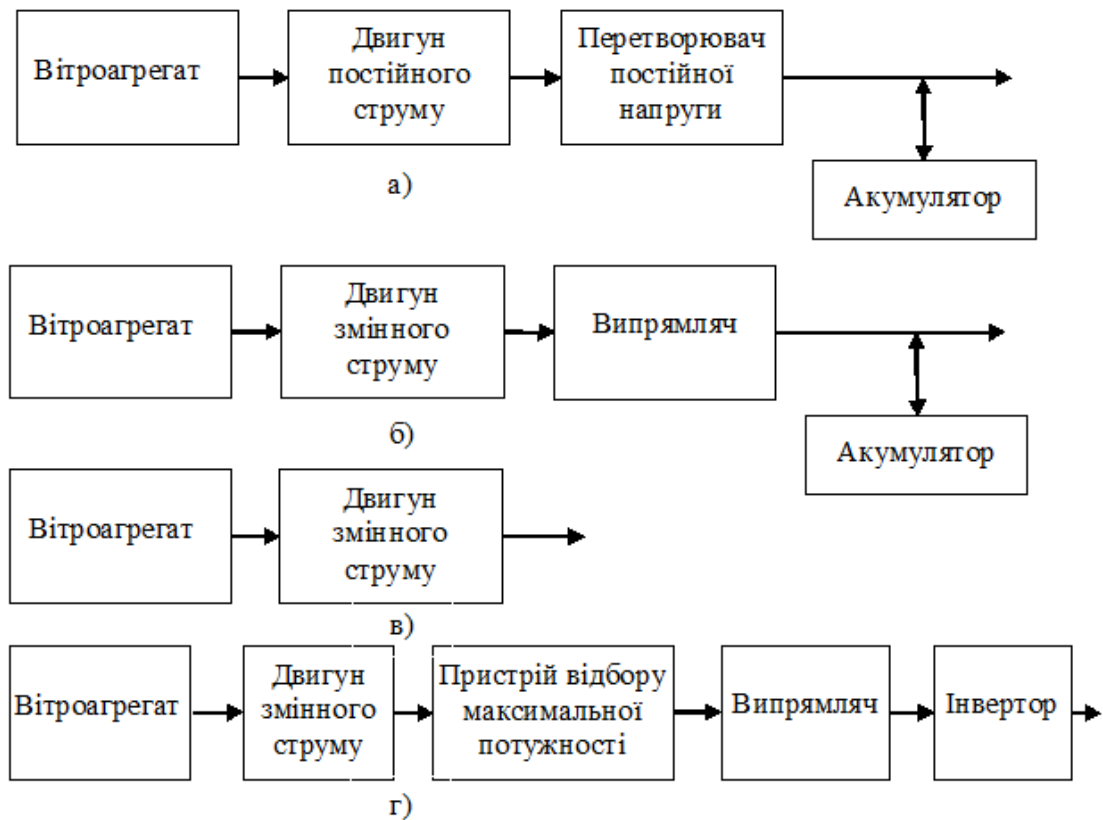 Вітроагрегат
Двигун
постійного
струму
Перетворювач
постійної
напруги
Акумулятор
а)
Вітроагрегат
Двигун
змінного
струму
Випрямляч
Акумулятор
б)
Вітроагрегат
Двигун
змінного
струму
в)
Вітроагрегат
Двигун
змінного
струму
Пристрій відбору
максимальної
потужності
Випрямляч
Інвертор
г)